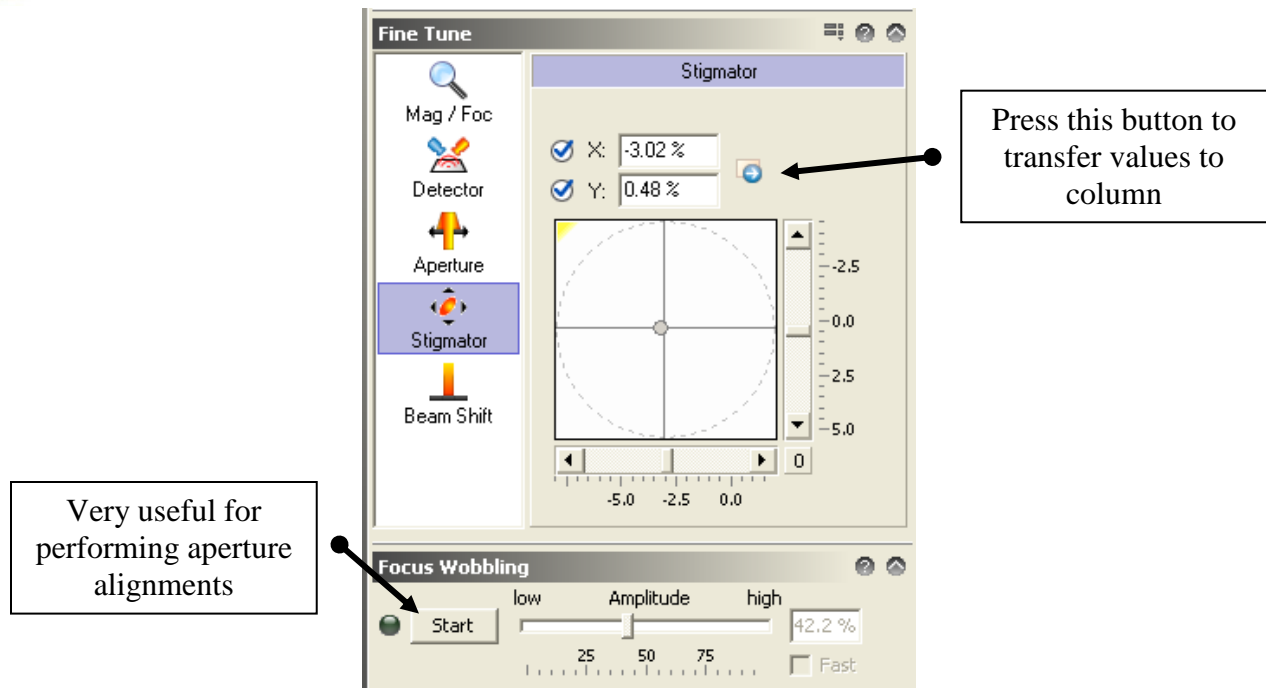 Fine Tune
Stigmator
Mag / Foc
Detector
Aperture
Stigmator
Beam Shift
X: -3.02 %
Y: 0.48 %
-2.5
0.0
2.5
5.0
0
-5.0 -2.5 0.0
Press this button to
transfer values to
column
Very useful for
performing aperture
alignments
Focus Wobbling
low Amplitude high
Start
42.2 %
25 50 75
Fast